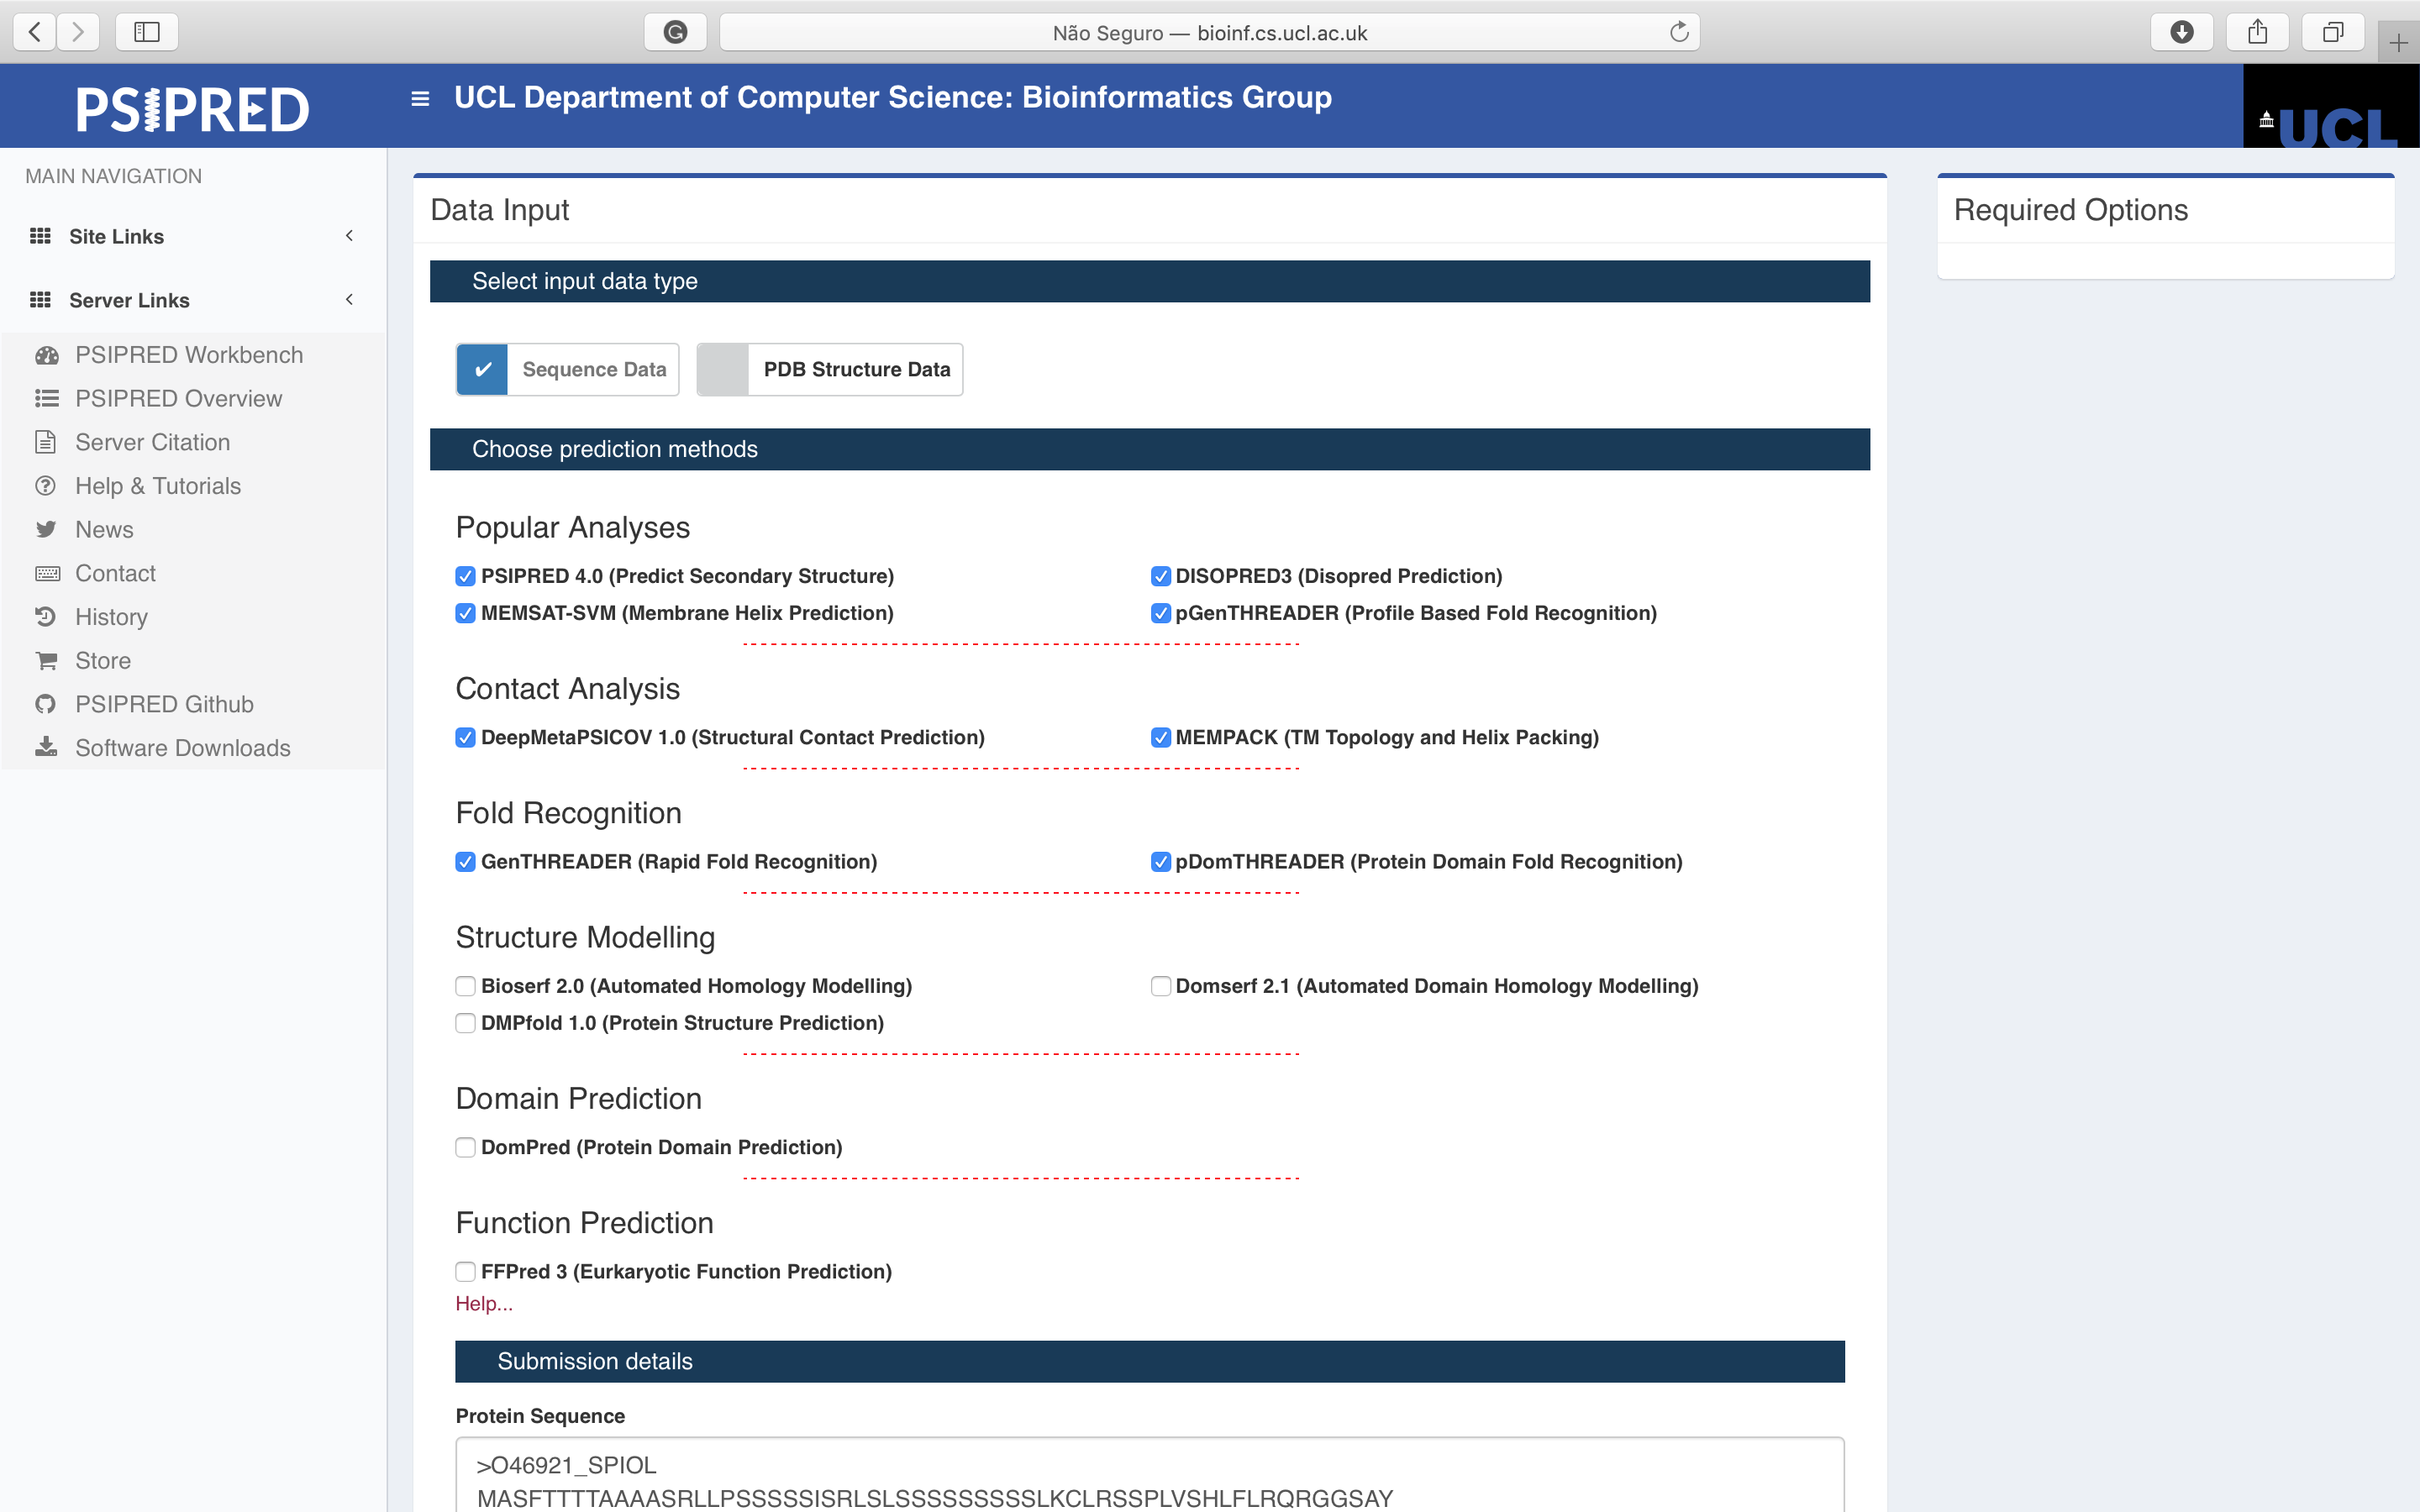 Não Seguro — bioinf.cs.ucl.ac.uk
PSIPRED
UCL Department of Computer Science: Bioinformatics Group
UCL
MAIN NAVIGATION
Site Links
Server Links
PSIPRED Workbench
PSIPRED Overview
Server Citation
Help & Tutorials
News
Contact
History
Store
PSIPRED Github
Software Downloads
Data Input
Select input data type
Sequence Data
PDB Structure Data
Choose prediction methods
Popular Analyses
PSIPRED 4.0 (Predict Secondary Structure)
DISOPRED3 (Disopred Prediction)
MEMSAT-SVM (Membrane Helix Prediction)
pGenTHREADER (Profile Based Fold Recognition)
Contact Analysis
DeepMetaPSICOV 1.0 (Structural Contact Prediction)
MEMPACK (TM Topology and Helix Packing)
Fold Recognition
GenTHREADER (Rapid Fold Recognition)
pDomTHREADER (Protein Domain Fold Recognition)
Structure Modelling
Bioserf 2.0 (Automated Homology Modelling)
Domserf 2.1 (Automated Domain Homology Modelling)
DMPfold 1.0 (Protein Structure Prediction)
Domain Prediction
DomPred (Protein Domain Prediction)
Function Prediction
FFPred 3 (Eurkaryotic Function Prediction)
Help...
Submission details
Protein Sequence
>O46921_SPIOL
MASFTTTTAAAASRLLPSSSSSISRLSLSSSSSSSSSLKCLRSSPLVSHLFLRQRGGSAY
Required Options